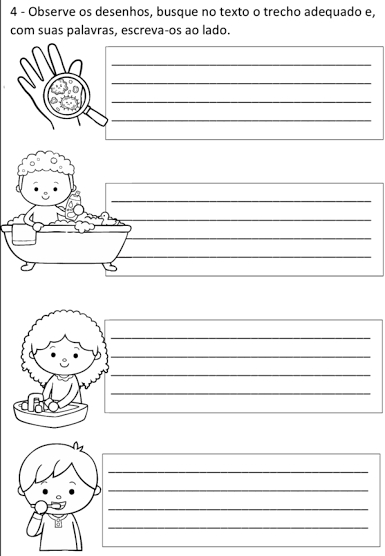 4 - Observe os desenhos, busque no texto o trecho adequado e,
com suas palavras, escreva-os ao lado.